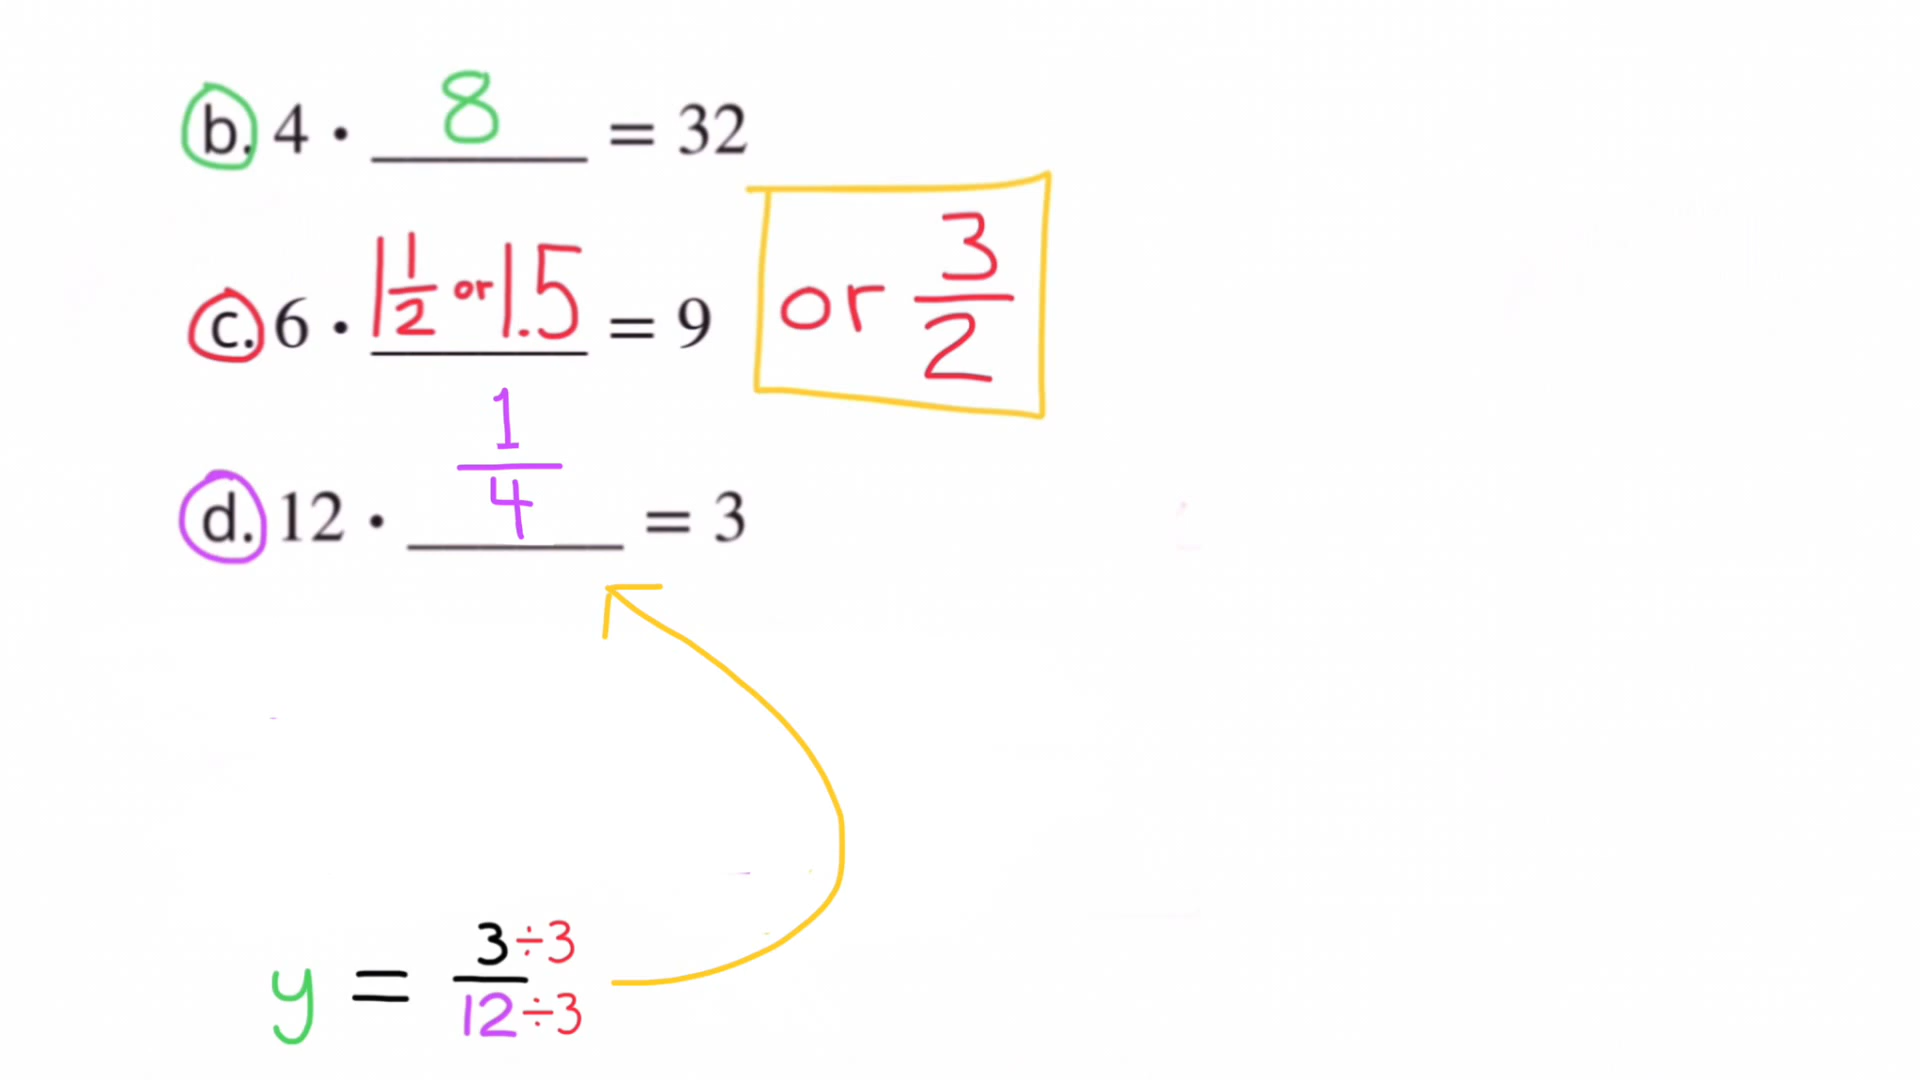 b. 4 · 8 = 32
c. 6 · 1 1/2 or 1.5 = 9 or 3/2
d. 12 · 1/4 = 3
y = 3÷3/12÷3